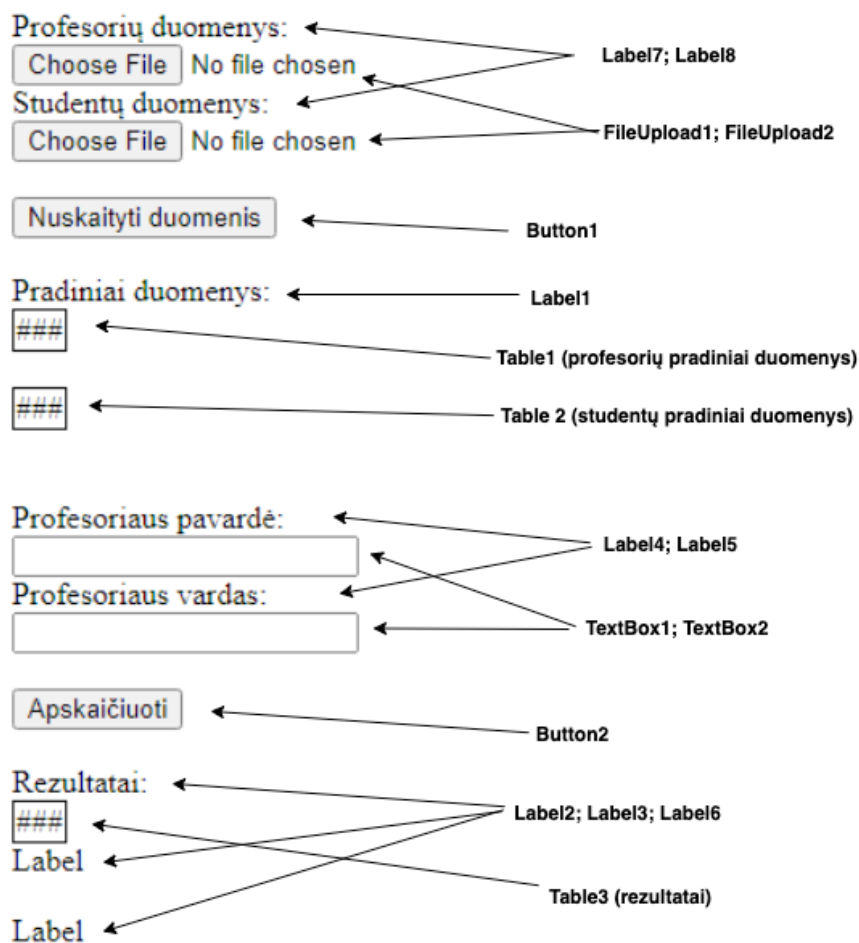 Profesorių duomenys:
Label7; Label8
Choose File No file chosen
Studentų duomenys:
FileUpload1; FileUpload2
Choose File No file chosen
Nuskaityti duomenis
Button1
Pradiniai duomenys:
Label1
###
Table1 (profesorių pradiniai duomenys)
###
Table 2 (studentų pradiniai duomenys)
Profesoriaus pavardė:
Label4; Label5
Profesoriaus vardas:
TextBox1; TextBox2
Apskaičiuoti
Button2
Rezultatai:
Label2; Label3; Label6
###
Label
Table3 (rezultatai)
Label